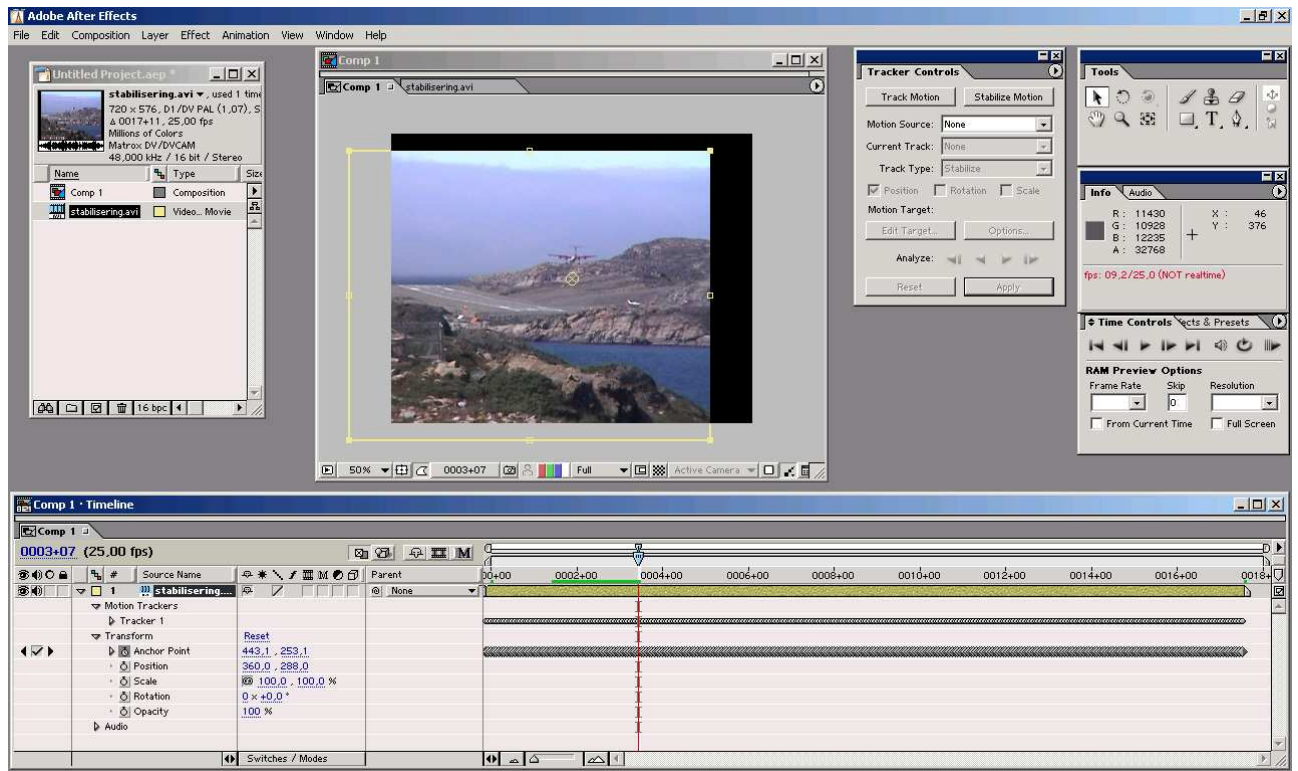 Adobe After Effects
File Edit Composition Layer Effect Animation View Window Help
Untitled Project.aep *
stabilisering.avi ▾, used 1 time
720 x 576, D1/DV PAL (1,07), S
Δ 0017+11, 25,00 fps
Millions of Colors
Matrox DV/DVCAM
48,000 kHz / 16 bit / Stereo
Name # Type Size
Comp 1 Composition
stabilisering.avi Video... Movie
16 bpc
Comp 1
Comp 1 stabilisering.avi
50% 0003+07 Full Active Camera
Tracker Controls
Track Motion Stabilize Motion
Motion Source: None
Current Track: None
Track Type: Stabilize
Position Rotation Scale
Motion Target:
Edit Target... Options...
Analyze:
Reset Apply
Tools
T
Info Audio
R: 11430 X: 46
G: 10928 Y: 376
B: 12235
A: 32768
fps: 09,2/25,0 (NOT realtime)
Time Controls ects & Presets
RAM Preview Options
Frame Rate Skip Resolution
0
From Current Time Full Screen
Comp 1 · Timeline
Comp 1
0003+07 (25,00 fps)
M
# Source Name Parent
00+00 0002+00 0004+00 0006+00 0008+00 0010+00 0012+00 0014+00 0016+00 0018+
1 stabilisering.... None
Motion Trackers
Tracker 1
Transform Reset
Anchor Point 443,1 , 253,1
Position 360,0 , 288,0
Scale 100,0 , 100,0 %
Rotation 0 x +0,0 °
Opacity 100 %
Audio
Switches / Modes